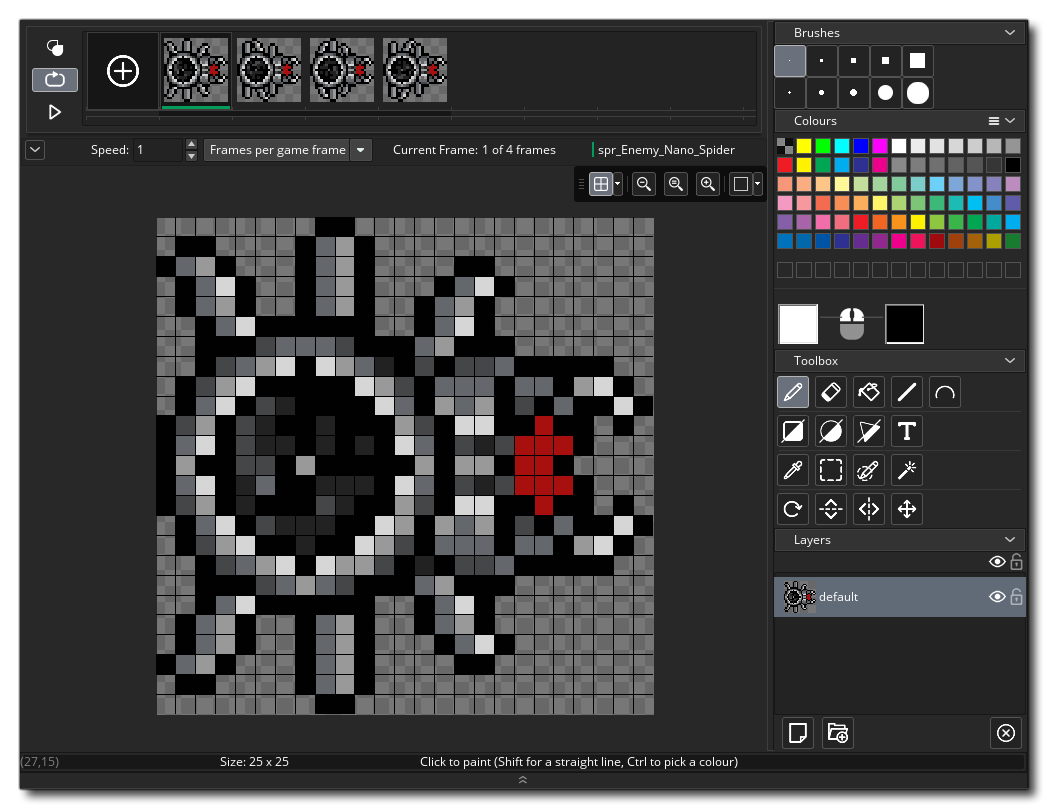 Brushes
Colours
Speed: 1 Frames per game frame Current Frame: 1 of 4 frames spr_Enemy_Nano_Spider
Toolbox
T
Layers
default
(27,15) Size: 25 x 25 Click to paint (Shift for a straight line, Ctrl to pick a colour)